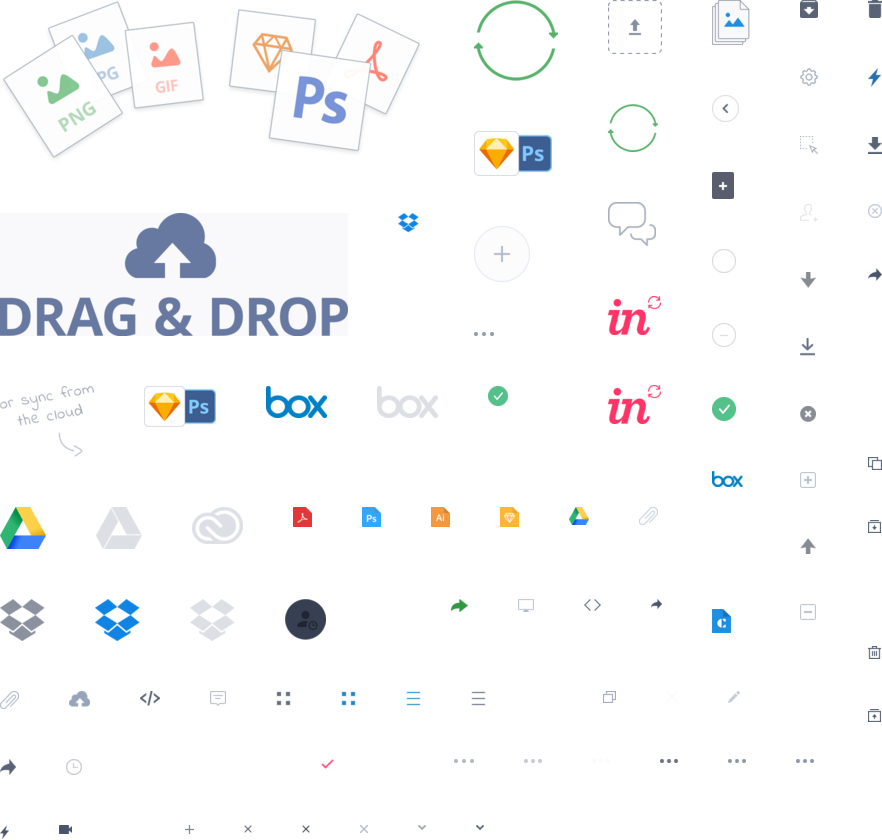 JPG
GIF
PNG
Ps
Ps
DRAG & DROP
in
or sync from
the cloud
Ps
box
box
in
box
Ps
Ai